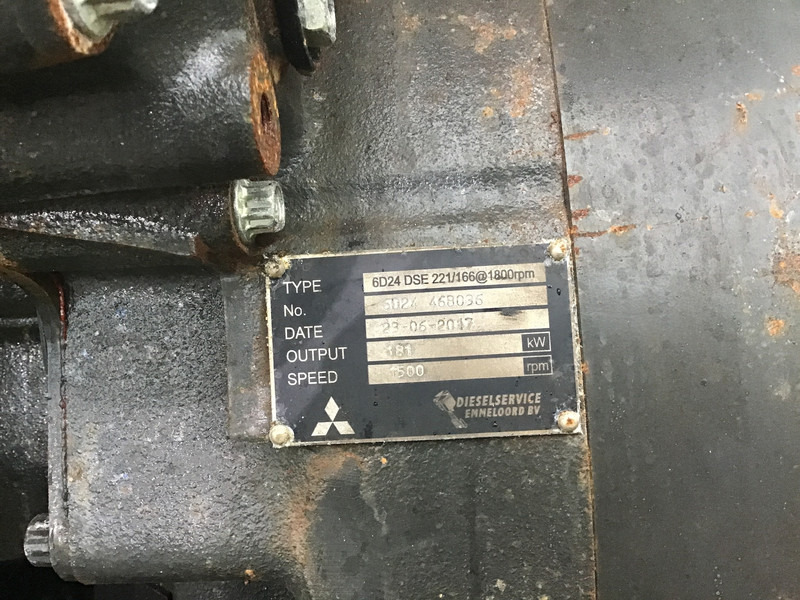 TYPE 6D24 DSE 221/166@1800rpm
No. 6D24 468036
DATE 23-06-2017
OUTPUT 181 kW
SPEED 1500 rpm
DIESELSERVICE
EMMELOORD BV